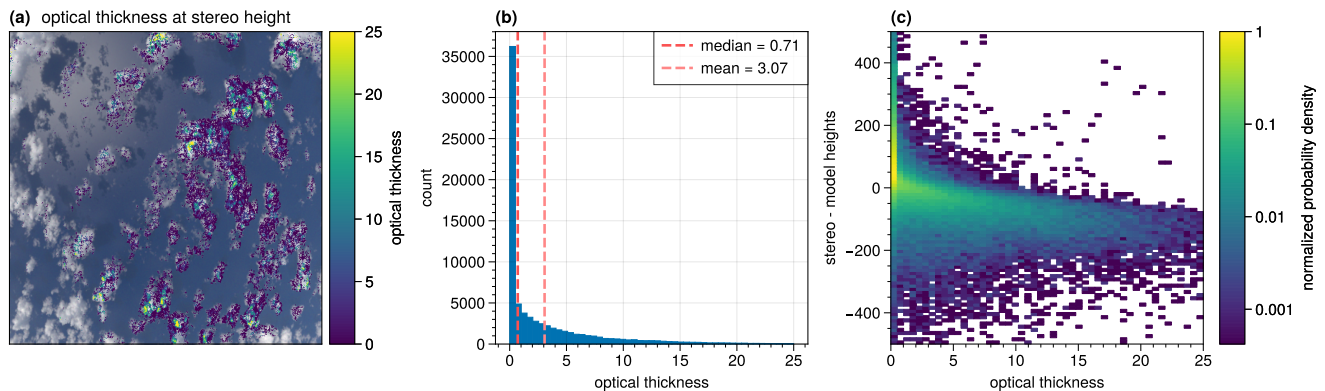 (a) optical thickness at stereo height
25
20
15
10
5
0
optical thickness
(b)
median = 0.71
mean = 3.07
35000
30000
25000
20000
15000
10000
5000
0
count
0 5 10 15 20 25
optical thickness
(c)
400
200
0
−200
−400
stereo - model heights
0 5 10 15 20 25
optical thickness
1
0.1
0.01
0.001
normalized probability density